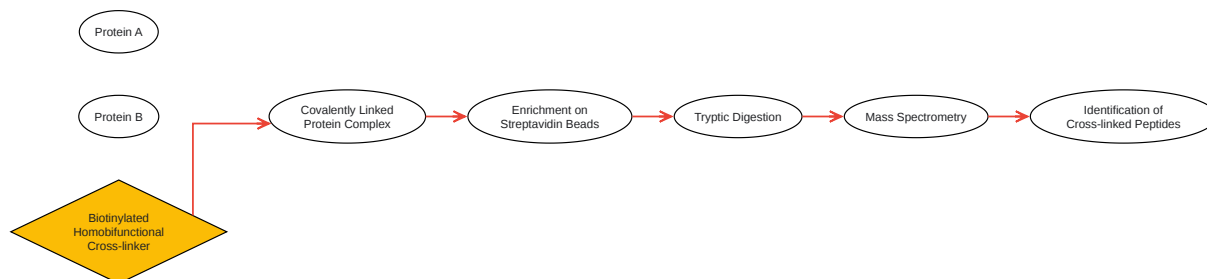 Protein A
Protein B
Biotinylated
Homobifunctional
Cross-linker
Covalently Linked
Protein Complex
Enrichment on
Streptavidin Beads
Tryptic Digestion
Mass Spectrometry
Identification of
Cross-linked Peptides